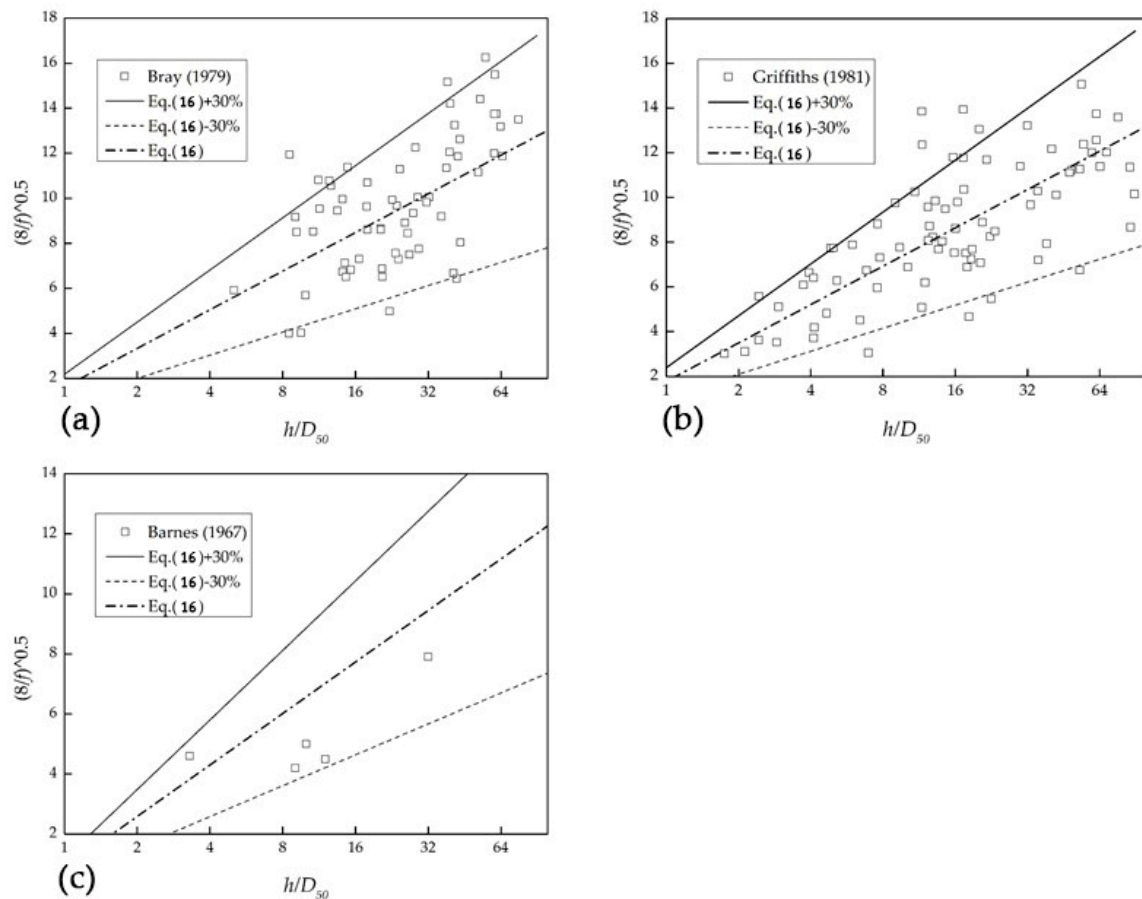 18
16
14
12
10
8
6
4
2
(8/f)^0.5
Bray (1979)
Eq.(16)+30%
Eq.(16)-30%
Eq.(16)
1 2 4 8 16 32 64
(a)
h/D50
18
16
14
12
10
8
6
4
2
(8/f)^0.5
Griffiths (1981)
Eq.(16)+30%
Eq.(16)-30%
Eq.(16)
1 2 4 8 16 32 64
(b)
h/D50
14
12
10
8
6
4
2
(8/f)^0.5
Barnes (1967)
Eq.(16)+30%
Eq.(16)-30%
Eq.(16)
1 2 4 8 16 32 64
(c)
h/D50